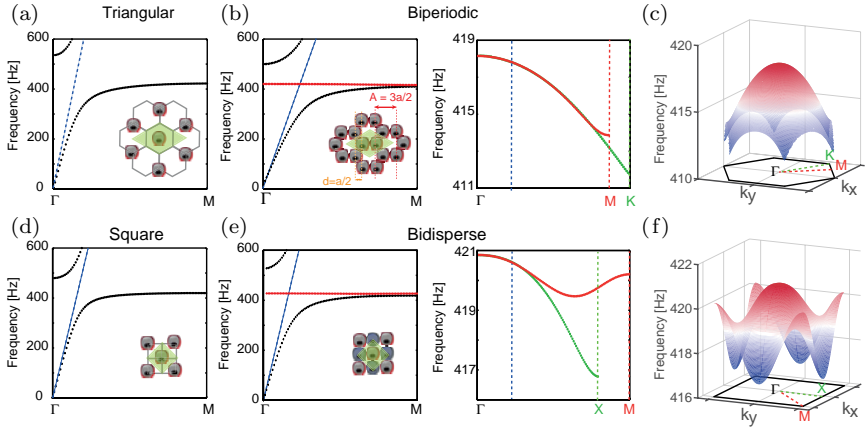 (a) Triangular
Frequency [Hz]
600
400
200
0
Γ M
(b) Biperiodic
Frequency [Hz]
600
400
200
0
A = 3a/2
d=a/2
Γ M
Frequency [Hz]
419
415
411
Γ M K
(c)
Frequency [Hz]
420
415
410
K
M
Γ
ky kx
(d) Square
Frequency [Hz]
600
400
200
0
Γ M
(e) Bidisperse
Frequency [Hz]
600
400
200
0
Γ M
Frequency [Hz]
421
419
417
Γ X M
(f)
Frequency [Hz]
422
420
418
416
Γ X
M
ky kx